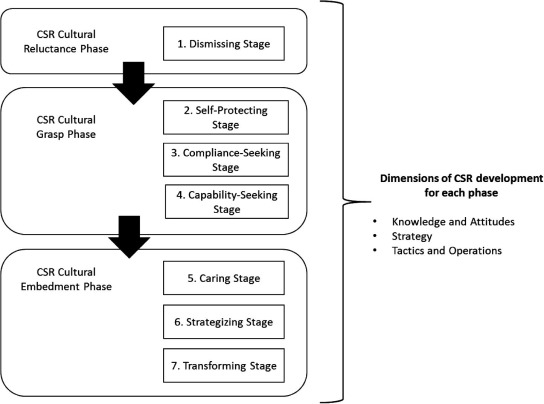 CSR Cultural
Reluctance Phase
1. Dismissing Stage
CSR Cultural
Grasp Phase
2. Self-Protecting
Stage
3. Compliance-Seeking
Stage
4. Capability-Seeking
Stage
CSR Cultural
Embedment Phase
5. Caring Stage
6. Strategizing Stage
7. Transforming Stage
Dimensions of CSR development
for each phase
• Knowledge and Attitudes
• Strategy
• Tactics and Operations